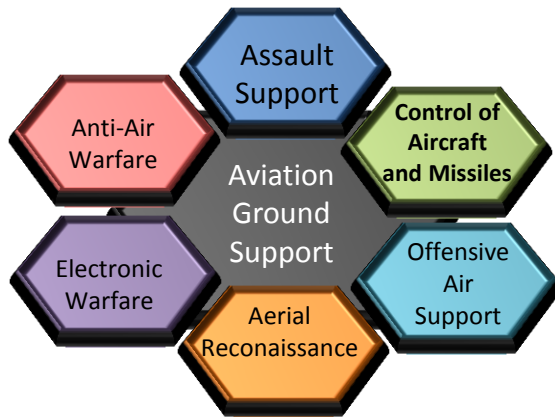 Assault
Support
Anti-Air
Warfare
Control of
Aircraft
and Missiles
Aviation
Ground
Support
Electronic
Warfare
Offensive
Air
Support
Aerial
Reconaissance